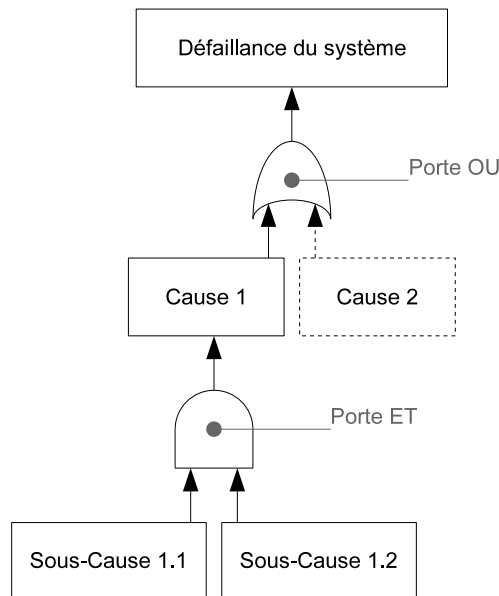 Défaillance du système
Porte OU
Cause 1
Cause 2
Porte ET
Sous-Cause 1.1
Sous-Cause 1.2